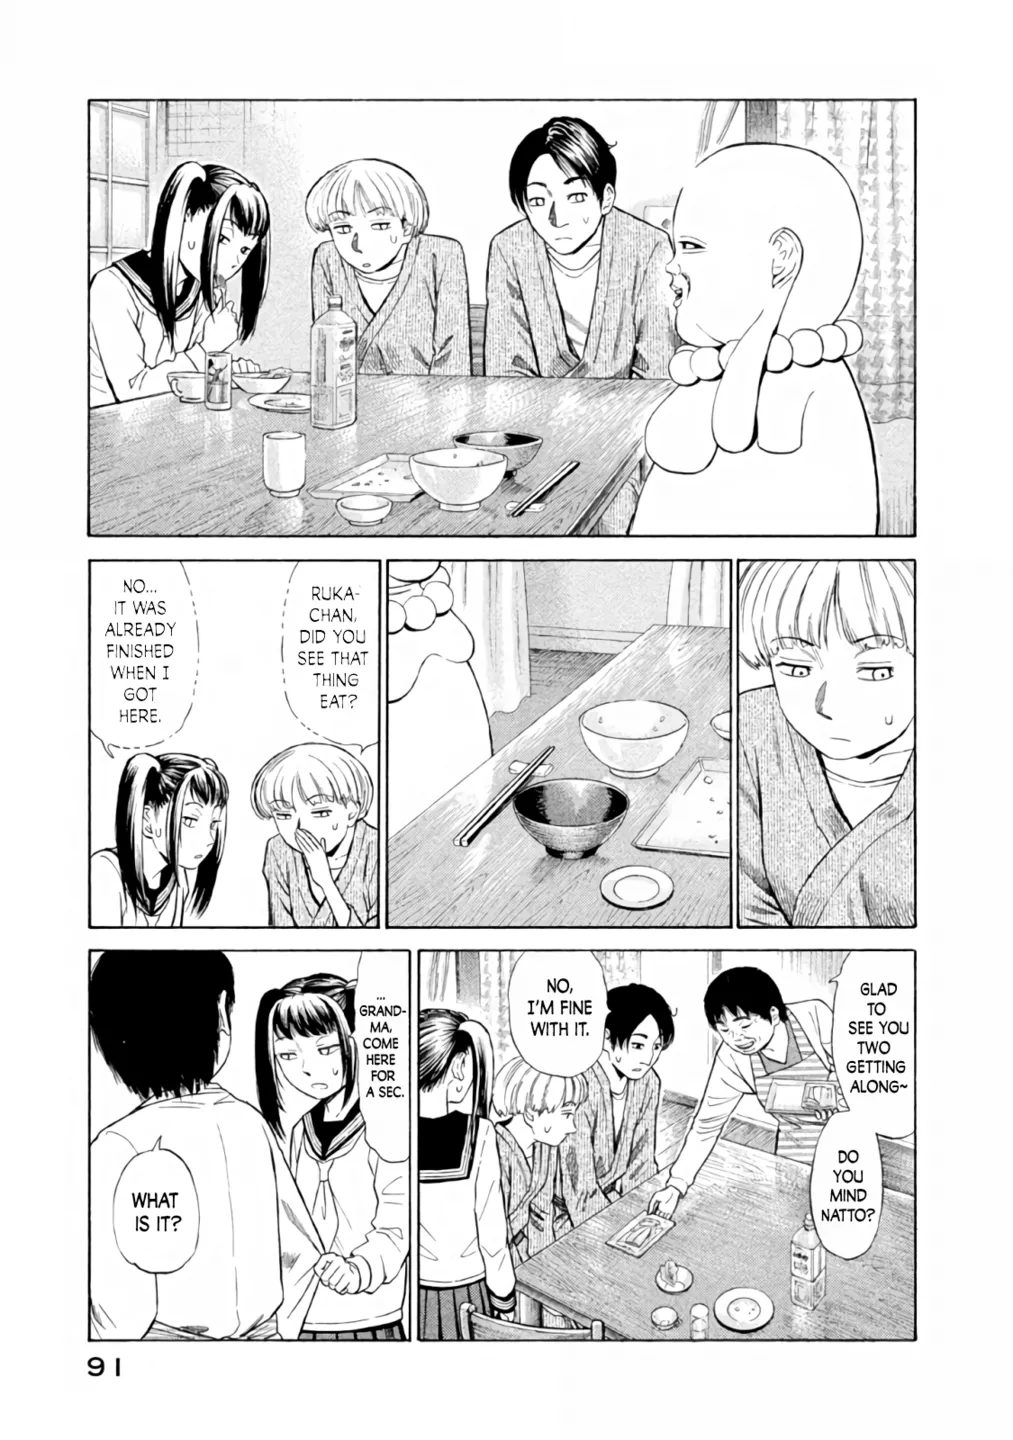 RUKA-
CHAN,
DID YOU
SEE THAT
THING
EAT?
NO...
IT WAS
ALREADY
FINISHED
WHEN I
GOT
HERE.
GLAD
TO
SEE YOU
TWO
GETTING
ALONG~
DO
YOU
MIND
NATTO?
NO,
I'M FINE
WITH IT.
...
GRAND-
MA,
COME
HERE
FOR
A SEC.
WHAT
IS IT?
91